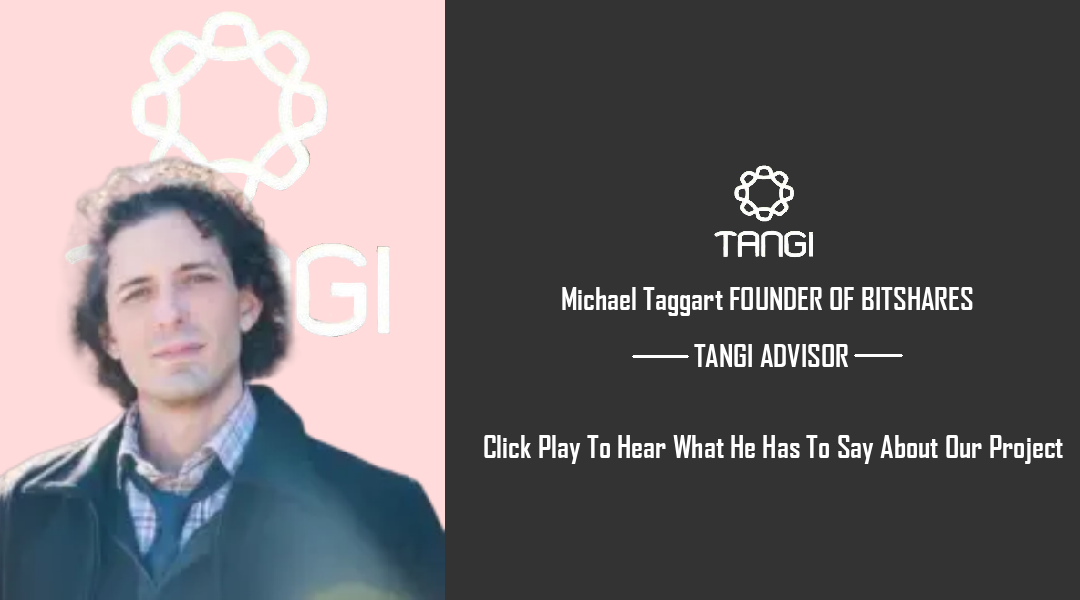 TANGI
TANGI
Michael Taggart FOUNDER OF BITSHARES
TANGI ADVISOR
Click Play To Hear What He Has To Say About Our Project